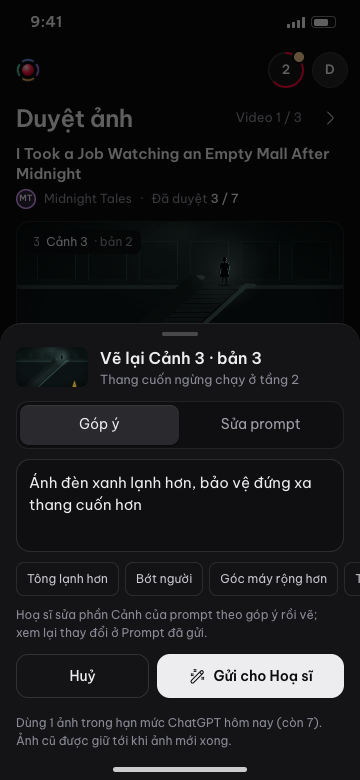 9:41
2
D
Duyệt ảnh
Video 1 / 3
I Took a Job Watching an Empty Mall After
Midnight
MT Midnight Tales · Đã duyệt 3 / 7
3 Cảnh 3 · bản 2
Vẽ lại Cảnh 3 · bản 3
Thang cuốn ngừng chạy ở tầng 2
Góp ý
Sửa prompt
Ánh đèn xanh lạnh hơn, bảo vệ đứng xa
thang cuốn hơn
Tông lạnh hơn
Bớt người
Góc máy rộng hơn
Hoạ sĩ sửa phần Cảnh của prompt theo góp ý rồi vẽ;
xem lại thay đổi ở Prompt đã gửi.
Huỷ
Gửi cho Hoạ sĩ
Dùng 1 ảnh trong hạn mức ChatGPT hôm nay (còn 7).
Ảnh cũ được giữ tới khi ảnh mới xong.